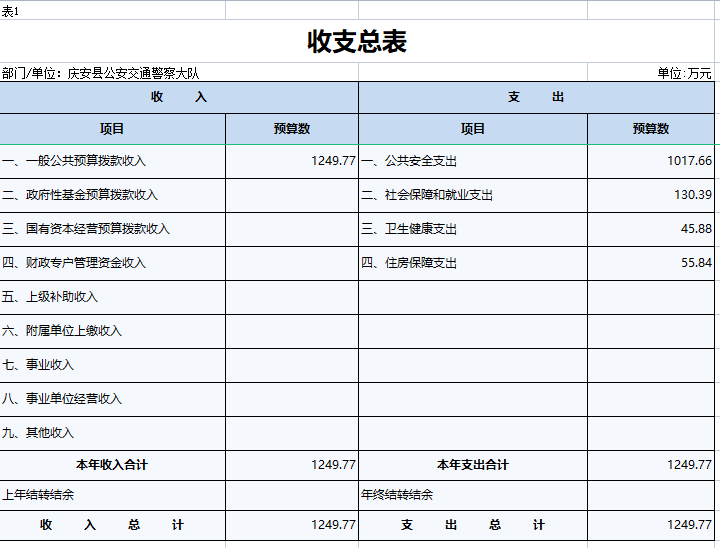 表1
收支总表
部门/单位：庆安县公安交通警察大队 单位:万元
收 入 支 出
项目 预算数 项目 预算数
一、一般公共预算拨款收入 1249.77 一、公共安全支出 1017.66
二、政府性基金预算拨款收入 二、社会保障和就业支出 130.39
三、国有资本经营预算拨款收入 三、卫生健康支出 45.88
四、财政专户管理资金收入 四、住房保障支出 55.84
五、上级补助收入
六、附属单位上缴收入
七、事业收入
八、事业单位经营收入
九、其他收入
本年收入合计 1249.77 本年支出合计 1249.77
上年结转结余 年终结转结余
收 入 总 计 1249.77 支 出 总 计 1249.77